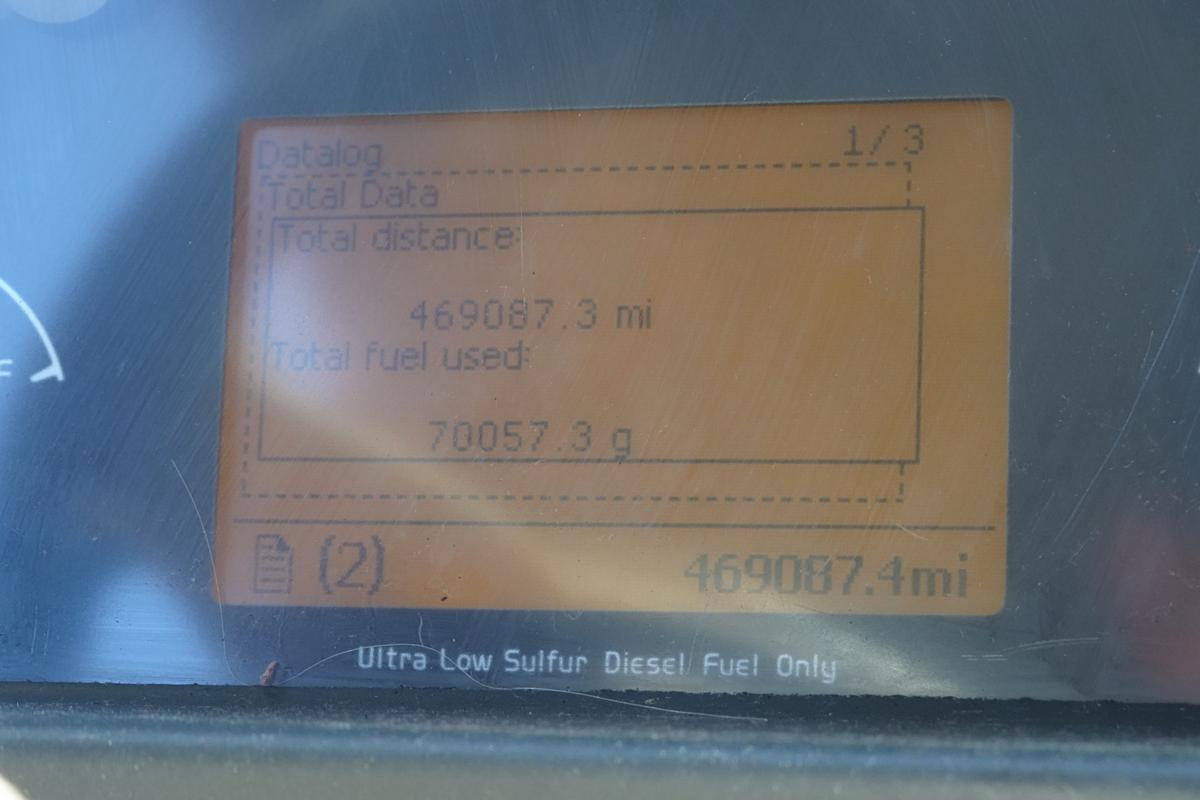 Datalog 1/3
Total Data
Total distance:
469087.3 mi
Total fuel used:
70057.3 g
(2) 469087.4mi
Ultra Low Sulfur Diesel Fuel Only